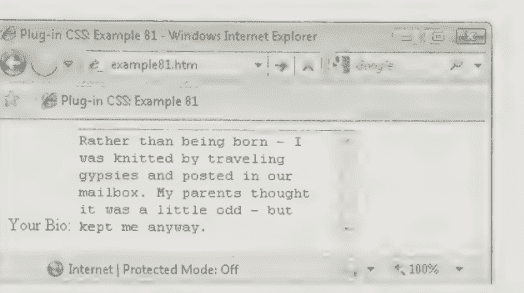 Plug-in CSS: Example 81 - Windows Internet Explorer
example81.htm
Google
Plug-in CSS: Example 81
Rather than being born – I
was knitted by traveling
gypsies and posted in our
mailbox. My parents thought
it was a little odd – but
Your Bio: kept me anyway.
Internet | Protected Mode: Off
100%